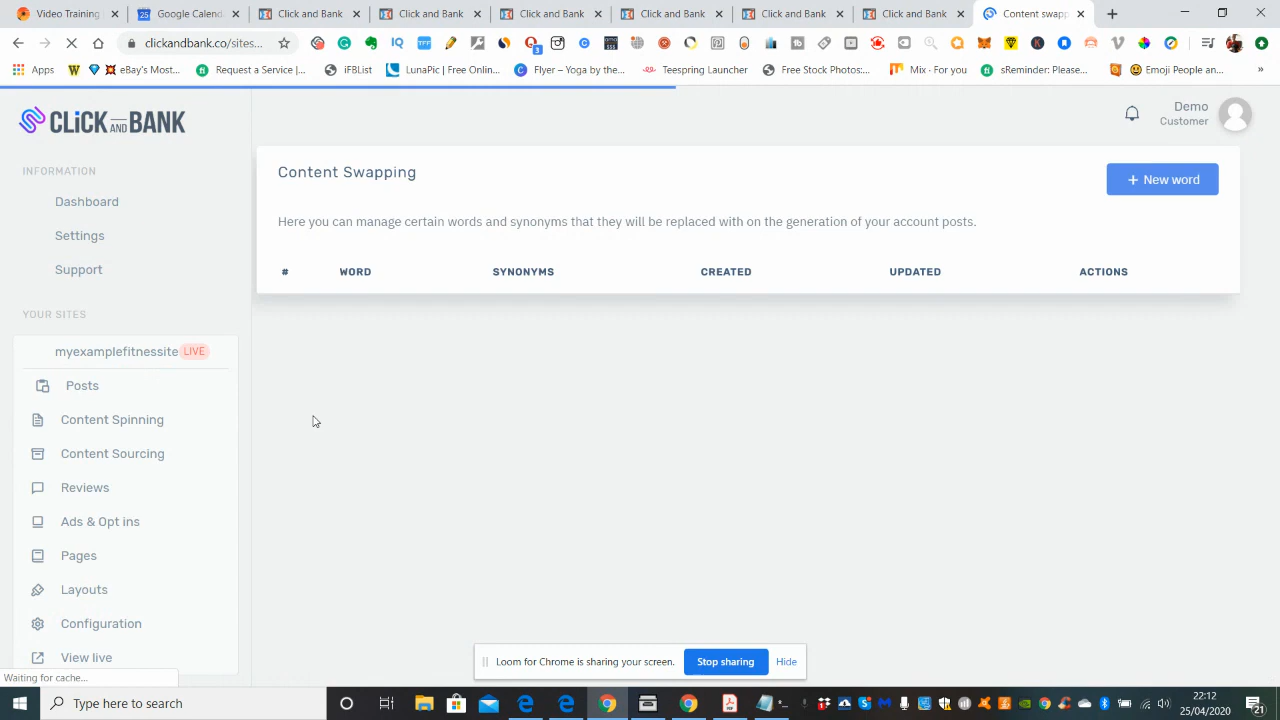 Video Training
Google Calend
Click and Bank
Click and Bank
Click and Bank
Click and Bank
Click and Bank
Click and Bank
Content swapp
clickandbank.co/sites...
Apps
eBay's Most...
Request a Service |...
iFBList
LunaPic | Free Onlin...
Flyer – Yoga by the...
Teespring Launcher
Free Stock Photos:...
Mix · For you
sReminder: Please...
Emoji People an...
CLiCK AND BANK
Demo
Customer
INFORMATION
Dashboard
Settings
Support
YOUR SITES
myexamplefitnessite LIVE
Posts
Content Spinning
Content Sourcing
Reviews
Ads & Opt ins
Pages
Layouts
Configuration
View live
Content Swapping
+ New word
Here you can manage certain words and synonyms that they will be replaced with on the generation of your account posts.
# WORD SYNONYMS CREATED UPDATED ACTIONS
Loom for Chrome is sharing your screen. Stop sharing Hide
Waiting for cache...
Type here to search
22:12
25/04/2020
21